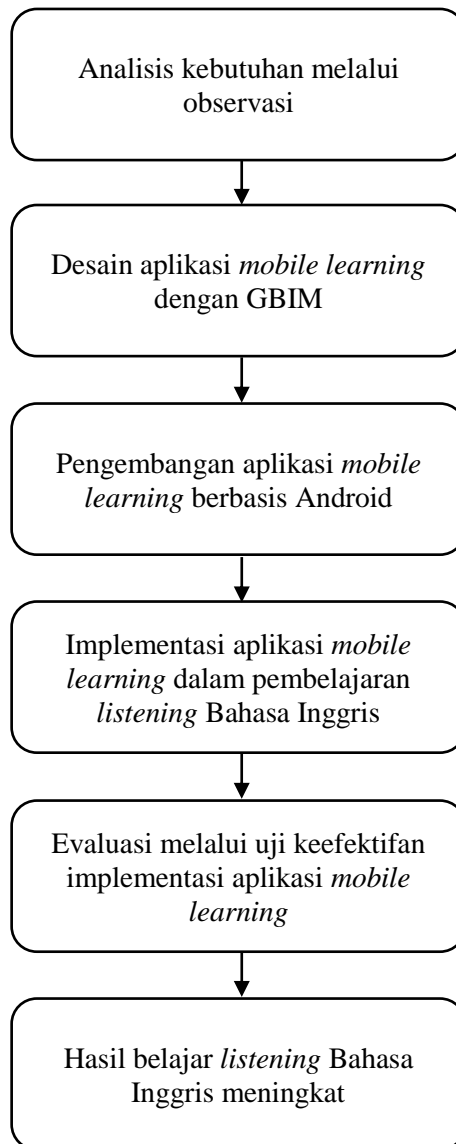 Analisis kebutuhan melalui
observasi
Desain aplikasi mobile learning
dengan GBIM
Pengembangan aplikasi mobile
learning berbasis Android
Implementasi aplikasi mobile
learning dalam pembelajaran
listening Bahasa Inggris
Evaluasi melalui uji keefektifan
implementasi aplikasi mobile
learning
Hasil belajar listening Bahasa
Inggris meningkat